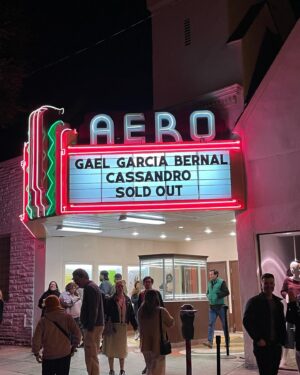 AERO
GAEL GARCIA BERNAL
CASSANDRO
SOLD OUT